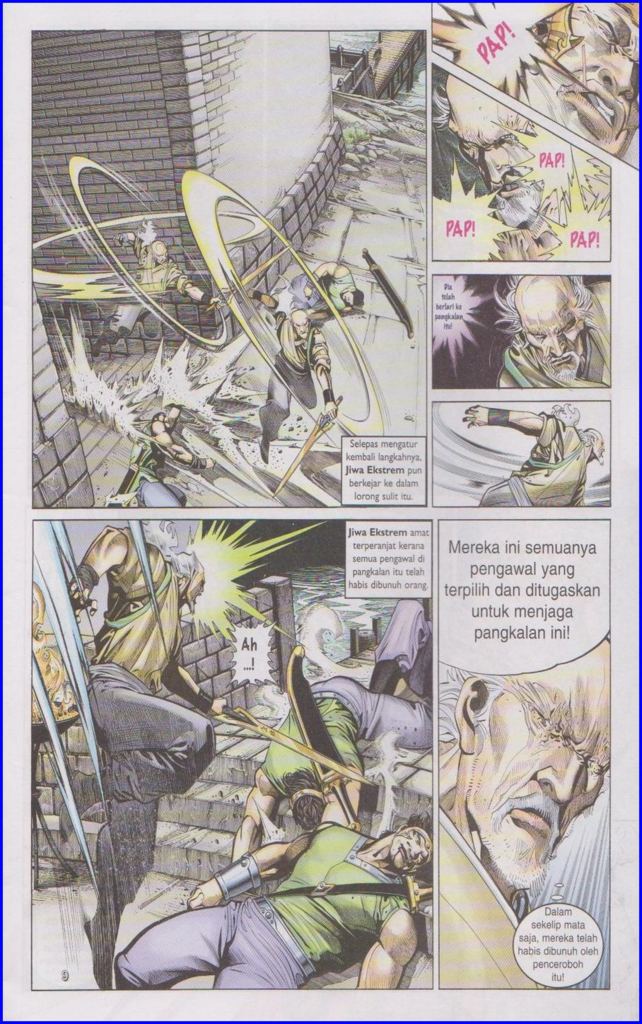 PAP!
PAP!
PAP!
PAP!
Dia
telah
berlari ke
pangkalan
itu!
Selepas mengatur
kembali langkahnya,
Jiwa Ekstrem pun
berkejar ke dalam
lorong sulit itu.
Jiwa Ekstrem amat
terperanjat kerana
semua pengawal di
pangkalan itu telah
habis dibunuh orang.
Ah
...!
Mereka ini semuanya
pengawal yang
terpilih dan ditugaskan
untuk menjaga
pangkalan ini!
Dalam
sekelip mata
saja, mereka telah
habis dibunuh oleh
penceroboh
itu!
9